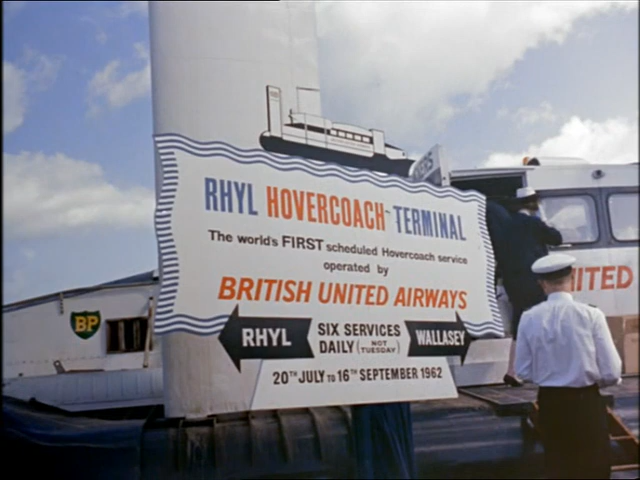 RHYL HOVERCOACH-TERMINAL
The world's FIRST scheduled Hovercoach service
operated by
BRITISH UNITED AIRWAYS
RHYL
SIX SERVICES
DAILY (NOT TUESDAY)
WALLASEY
20TH JULY TO 16TH SEPTEMBER 1962
BP
ITED